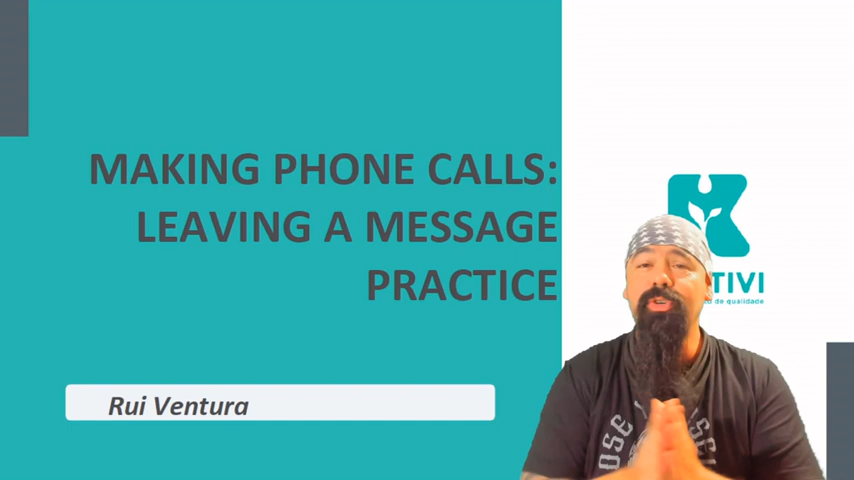 MAKING PHONE CALLS:
LEAVING A MESSAGE
PRACTICE
TIVI
de qualidade
Rui Ventura